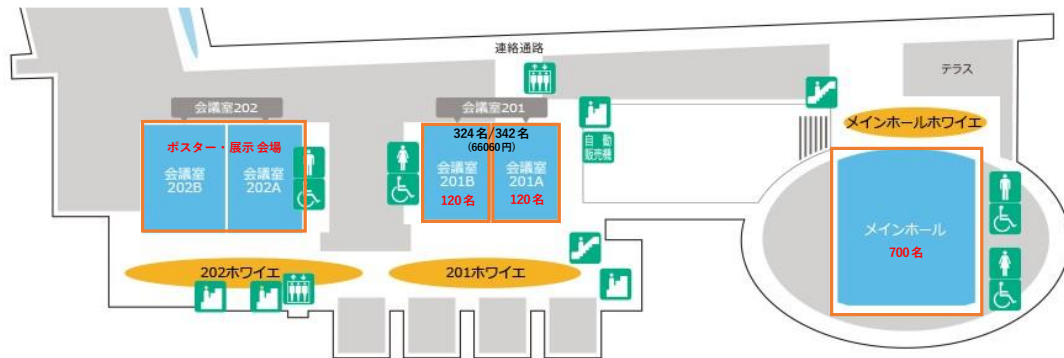 連絡通路
テラス
会議室202
会議室201
メインホールホワイエ
324名/342名
(66060円)
自動
販売機
ポスター・展示会場
会議室
202B
会議室
202A
会議室
201B
会議室
201A
120名
120名
メインホール
700名
202ホワイエ
201ホワイエ